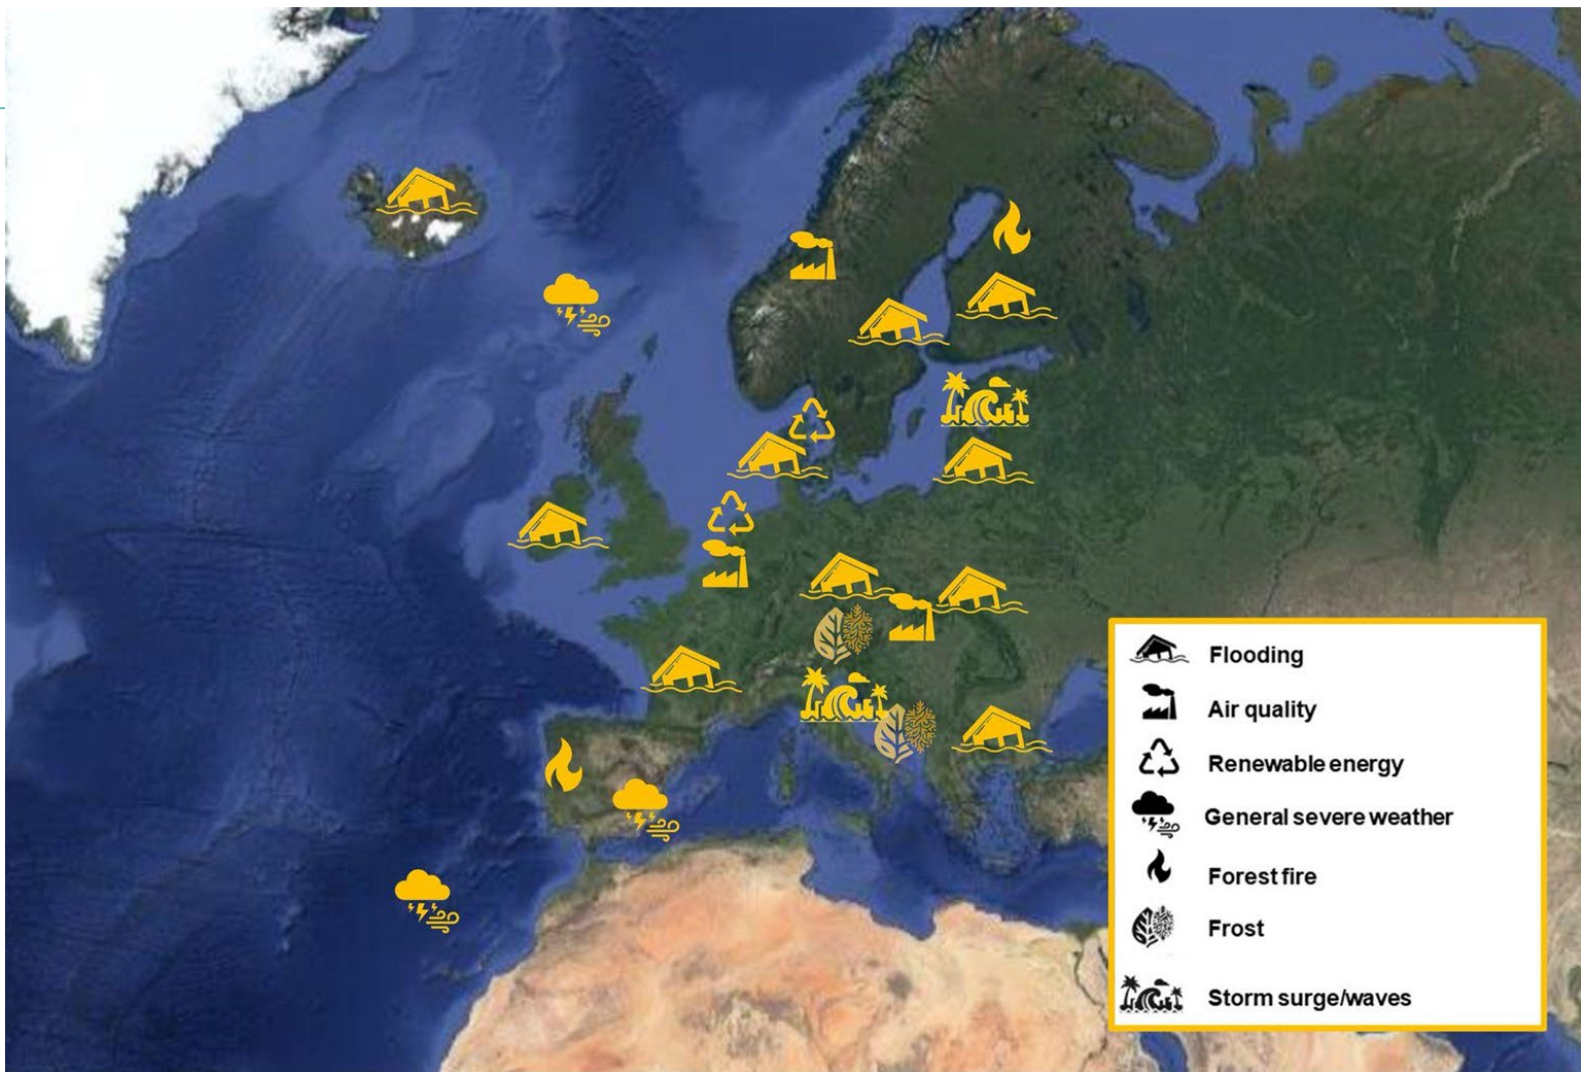 Flooding
Air quality
Renewable energy
General severe weather
Forest fire
Frost
Storm surge/waves